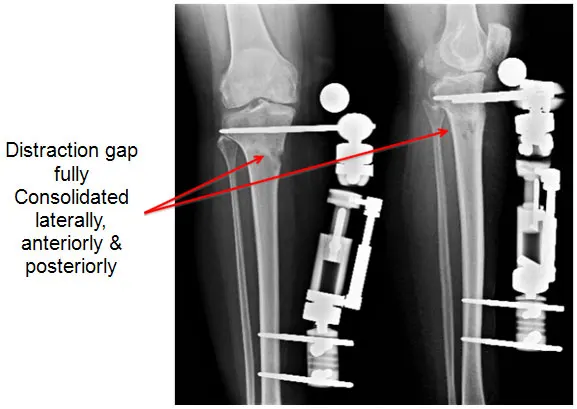 Distraction gap
fully
Consolidated
laterally,
anteriorly &
posteriorly